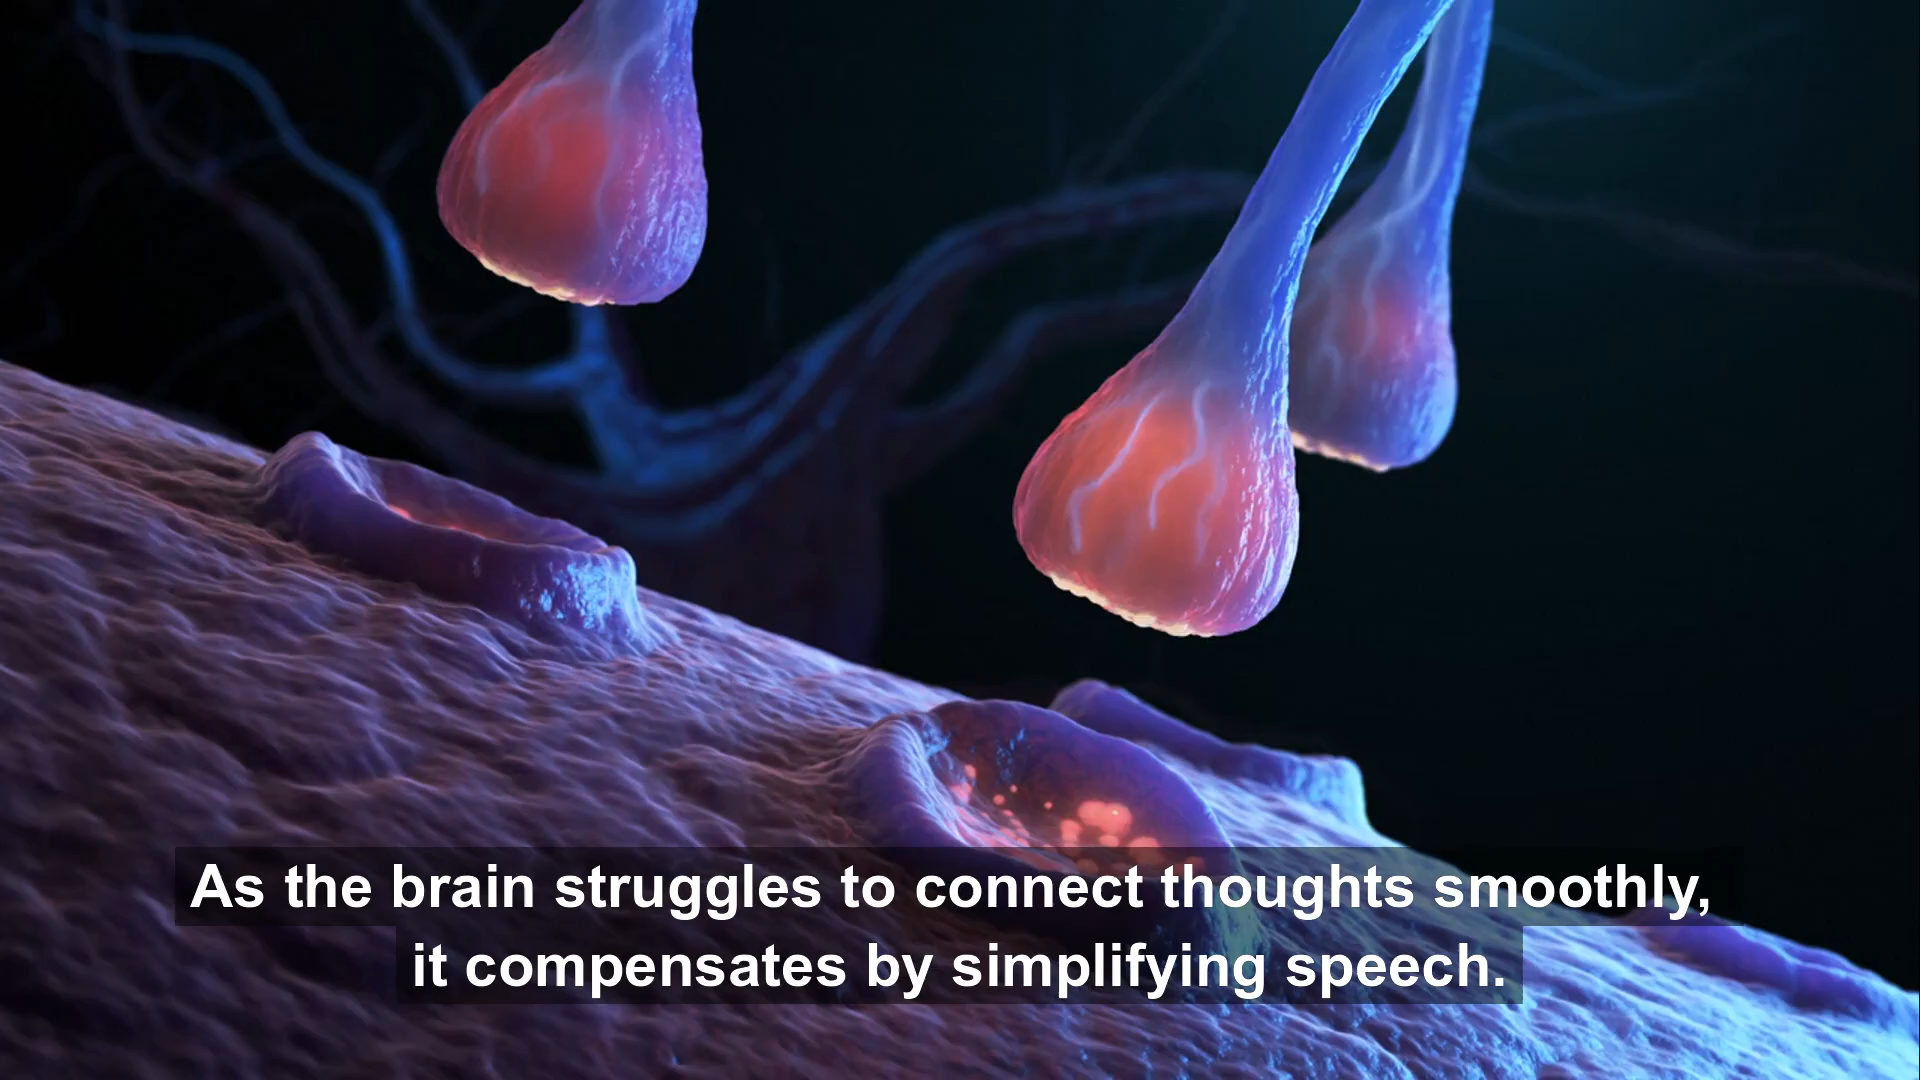 As the brain struggles to connect thoughts smoothly,
it compensates by simplifying speech.